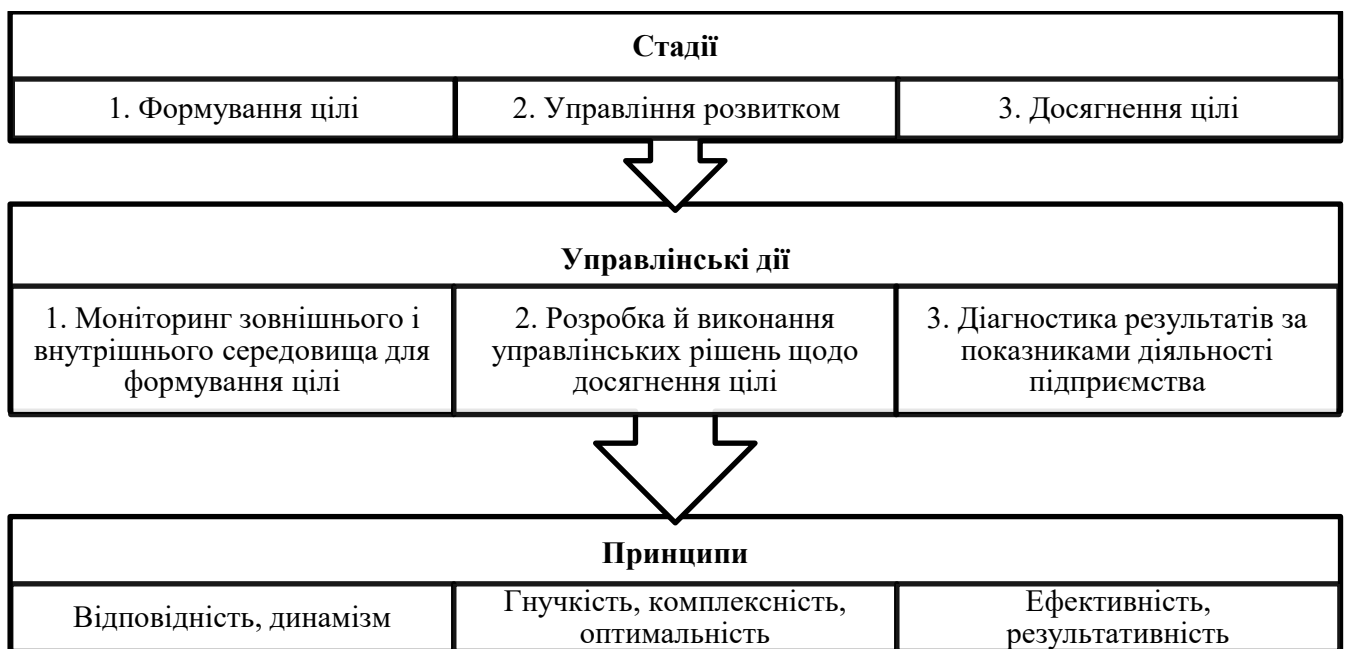 Стадії
1. Формування цілі
2. Управління розвитком
3. Досягнення цілі
Управлінські дії
1. Моніторинг зовнішнього і
внутрішнього середовища для
формування цілі
2. Розробка й виконання
управлінських рішень щодо
досягнення цілі
3. Діагностика результатів за
показниками діяльності
підприємства
Принципи
Відповідність, динамізм
Гнучкість, комплексність,
оптимальність
Ефективність,
результативність